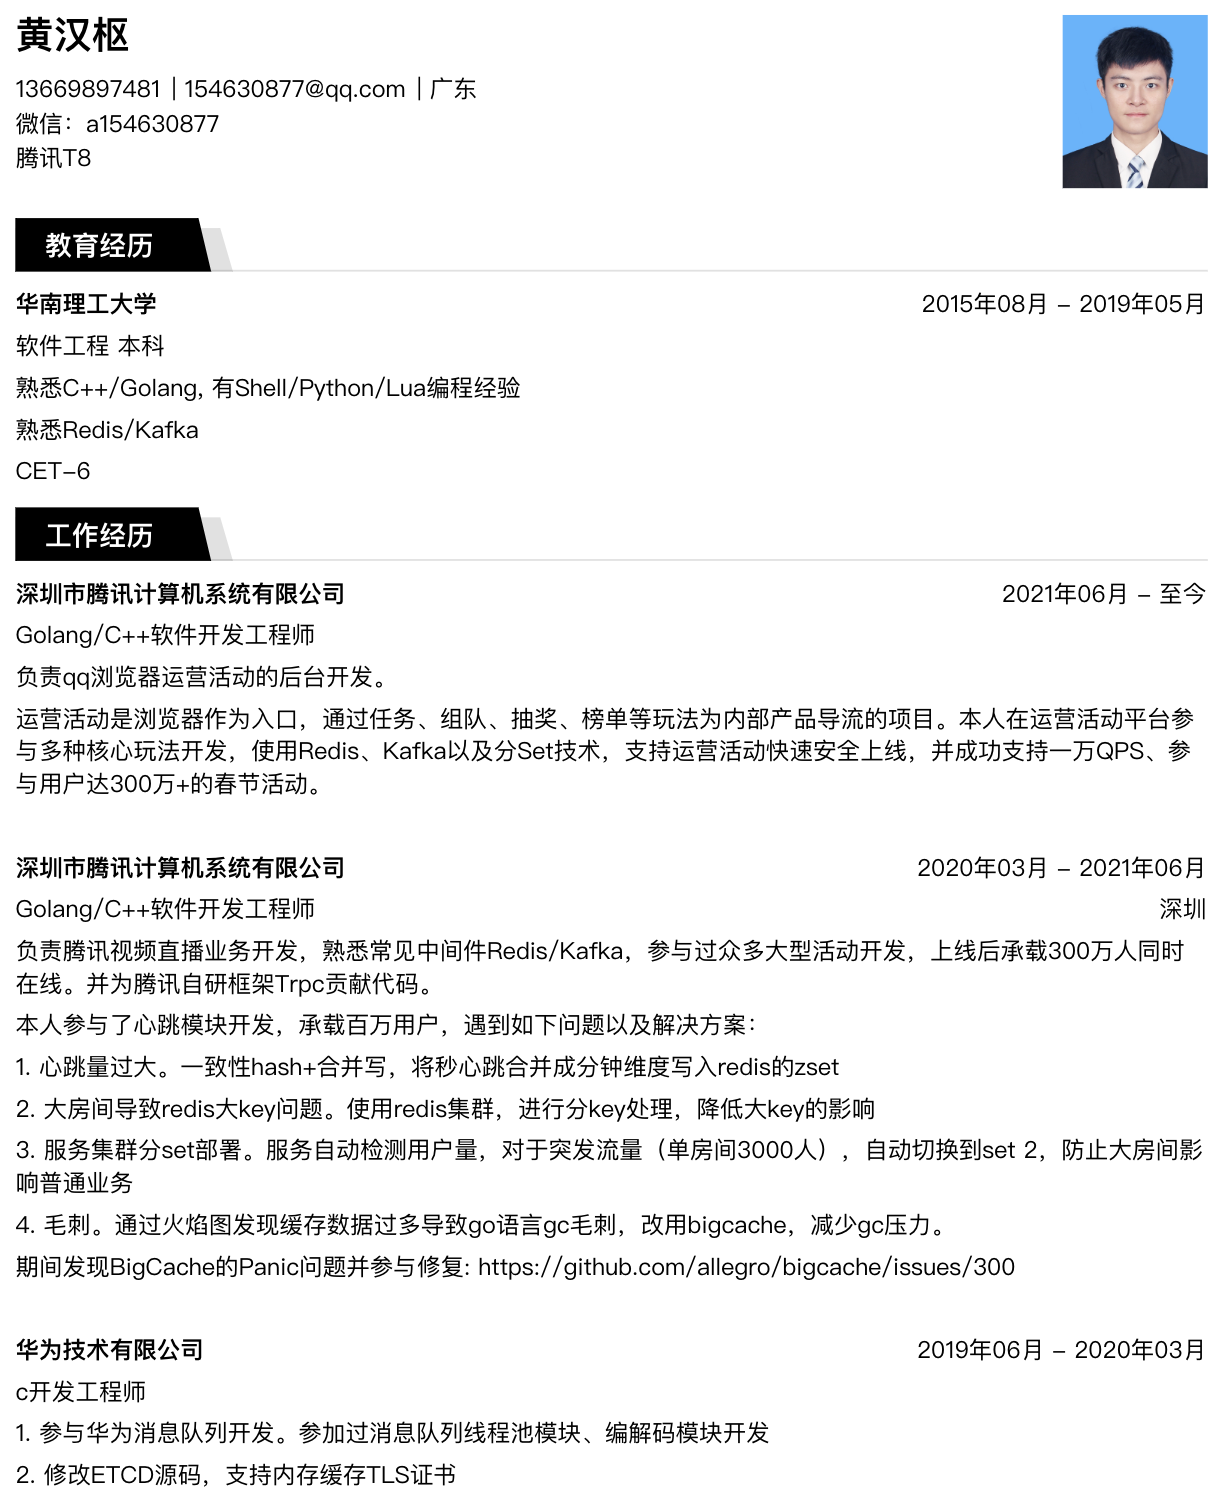 黄汉枢
13669897481 | 154630877@qq.com | 广东
微信：a154630877
腾讯T8
教育经历
华南理工大学 2015年08月 – 2019年05月
软件工程 本科
熟悉C++/Golang, 有Shell/Python/Lua编程经验
熟悉Redis/Kafka
CET-6
工作经历
深圳市腾讯计算机系统有限公司 2021年06月 – 至今
Golang/C++软件开发工程师
负责qq浏览器运营活动的后台开发。
运营活动是浏览器作为入口，通过任务、组队、抽奖、榜单等玩法为内部产品导流的项目。本人在运营活动平台参
与多种核心玩法开发，使用Redis、Kafka以及分Set技术，支持运营活动快速安全上线，并成功支持一万QPS、参
与用户达300万+的春节活动。
深圳市腾讯计算机系统有限公司 2020年03月 – 2021年06月
Golang/C++软件开发工程师 深圳
负责腾讯视频直播业务开发，熟悉常见中间件Redis/Kafka，参与过众多大型活动开发，上线后承载300万人同时
在线。并为腾讯自研框架Trpc贡献代码。
本人参与了心跳模块开发，承载百万用户，遇到如下问题以及解决方案：
1. 心跳量过大。一致性hash+合并写，将秒心跳合并成分钟维度写入redis的zset
2. 大房间导致redis大key问题。使用redis集群，进行分key处理，降低大key的影响
3. 服务集群分set部署。服务自动检测用户量，对于突发流量（单房间3000人），自动切换到set 2，防止大房间影
响普通业务
4. 毛刺。通过火焰图发现缓存数据过多导致go语言gc毛刺，改用bigcache，减少gc压力。
期间发现BigCache的Panic问题并参与修复: https://github.com/allegro/bigcache/issues/300
华为技术有限公司 2019年06月 – 2020年03月
c开发工程师
1. 参与华为消息队列开发。参加过消息队列线程池模块、编解码模块开发
2. 修改ETCD源码，支持内存缓存TLS证书